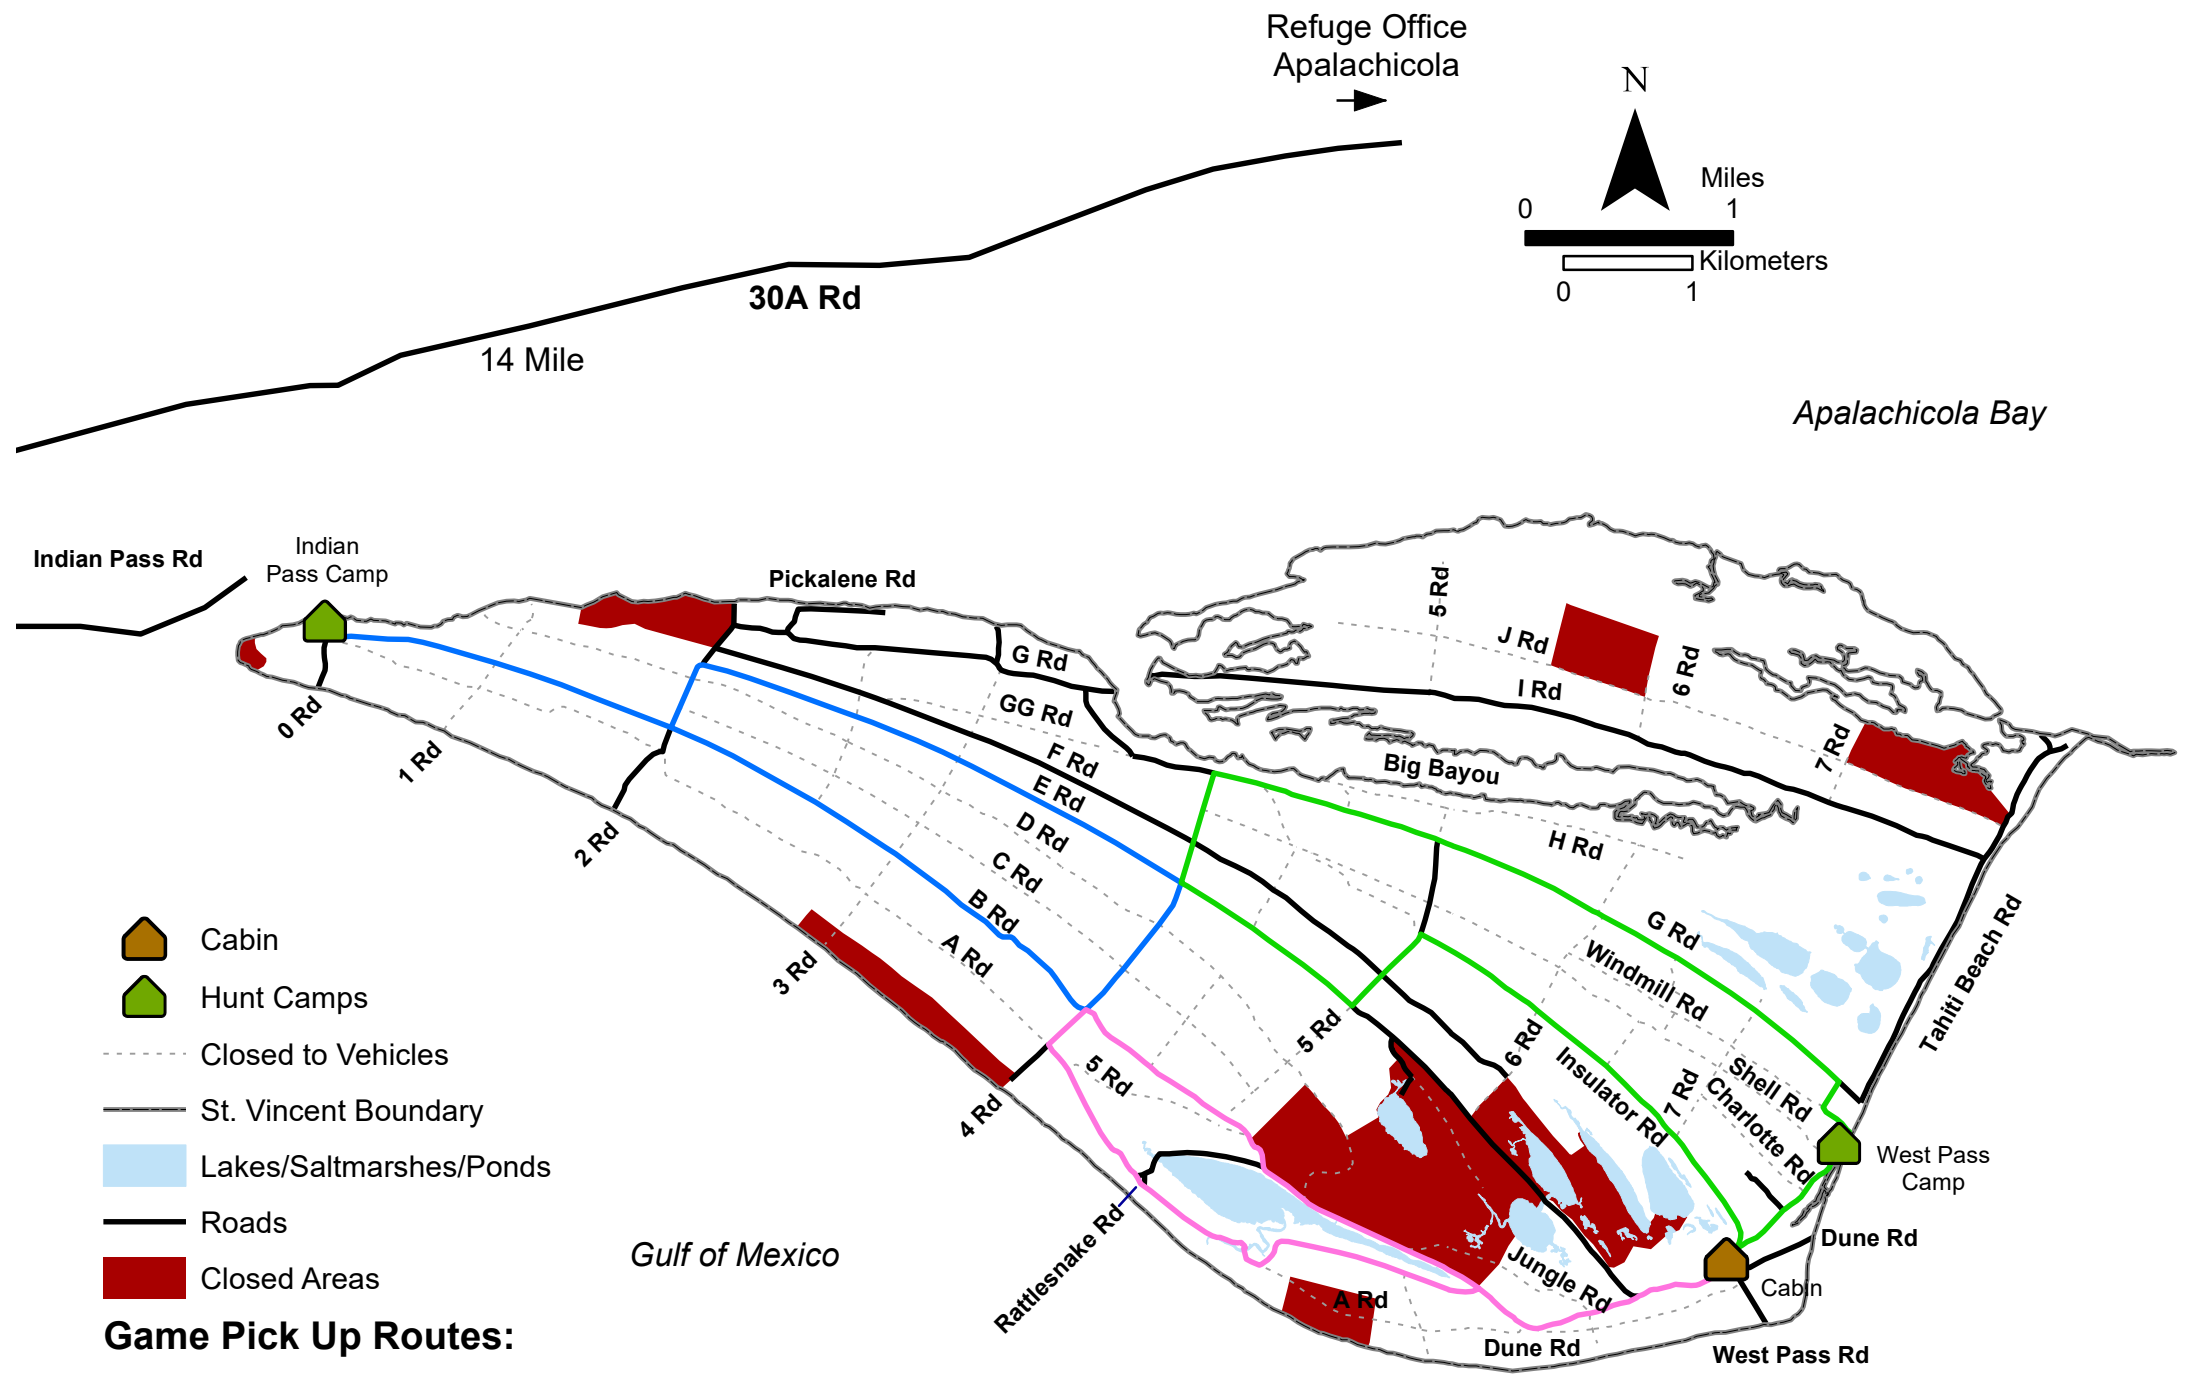 Refuge Office
Apalachicola
N
Miles
0 1
Kilometers
0 1
30A Rd
14 Mile
Apalachicola Bay
Indian Pass Rd
Indian
Pass Camp
Pickalene Rd
5 Rd
J Rd
6 Rd
I Rd
7 Rd
G Rd
GG Rd
F Rd
E Rd
D Rd
C Rd
B Rd
A Rd
Big Bayou
H Rd
G Rd
Windmill Rd
Tahiti Beach Rd
0 Rd
1 Rd
2 Rd
3 Rd
4 Rd
5 Rd
5 Rd
6 Rd
Insulator Rd
7 Rd
Shell Rd
Charlotte Rd
West Pass
Camp
Dune Rd
Cabin
Jungle Rd
A Rd
Dune Rd
West Pass Rd
Rattlesnake Rd
Gulf of Mexico
Cabin
Hunt Camps
Closed to Vehicles
St. Vincent Boundary
Lakes/Saltmarshes/Ponds
Roads
Closed Areas
Game Pick Up Routes: